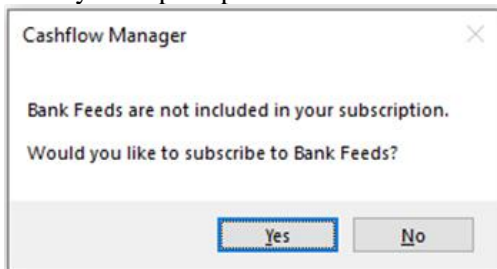 Cashflow Manager
Bank Feeds are not included in your subscription.
Would you like to subscribe to Bank Feeds?
Yes No